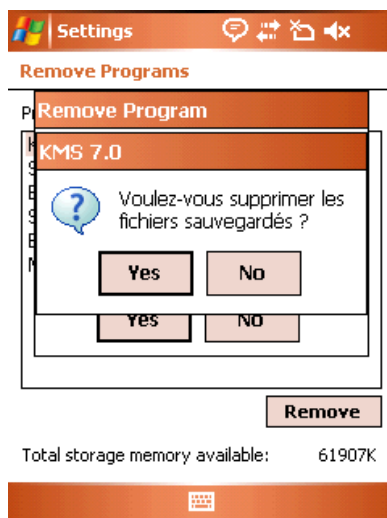 Settings
Remove Programs
Remove Program
KMS 7.0
Voulez-vous supprimer les
fichiers sauvegardés ?
Yes No
Yes No
Remove
Total storage memory available: 61907K